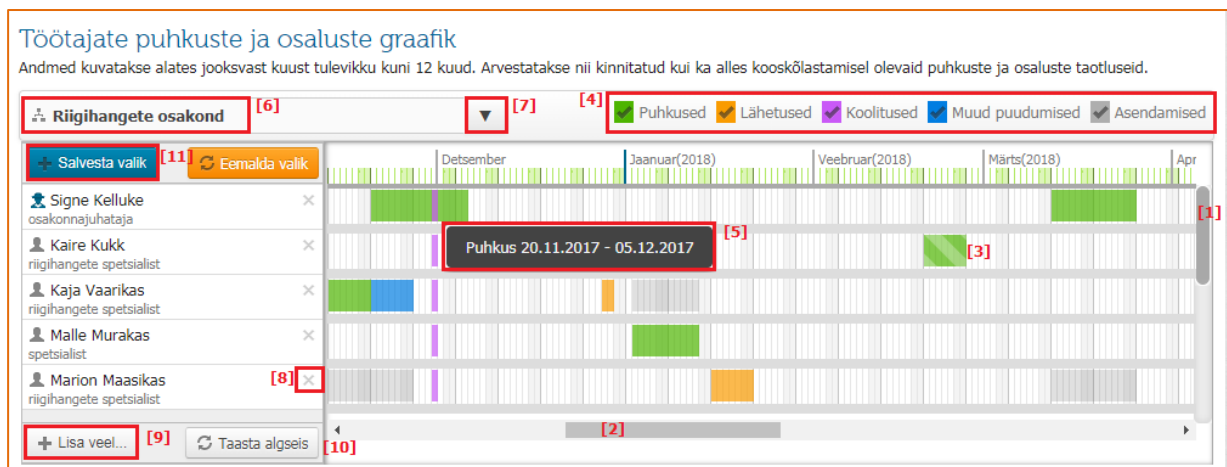 Töötajate puhkuste ja osaluste graafik
Andmed kuvatakse alates jooksvast kuust tulevikku kuni 12 kuud. Arvestatakse nii kinnitatud kui ka alles kooskõlastamisel olevaid puhkuste ja osaluste taotluseid.
Riigihangete osakond [6] ▼ [7] [4] Puhkused Lähetused Koolitused Muud puudumised Asendamised
+ Salvesta valik [11] Eemalda valik Detsember Jaanuar(2018) Veebruar(2018) Märts(2018) Apr
Signe Kelluke ×
osakonnajuhataja
[1]
Kaire Kukk ×
riigihangete spetsialist
Puhkus 20.11.2017 - 05.12.2017 [5] [3]
Kaja Vaarikas ×
riigihangete spetsialist
Malle Murakas ×
spetsialist
Marion Maasikas [8] ×
riigihangete spetsialist
+ Lisa veel... [9] Taasta algseis [10] [2]